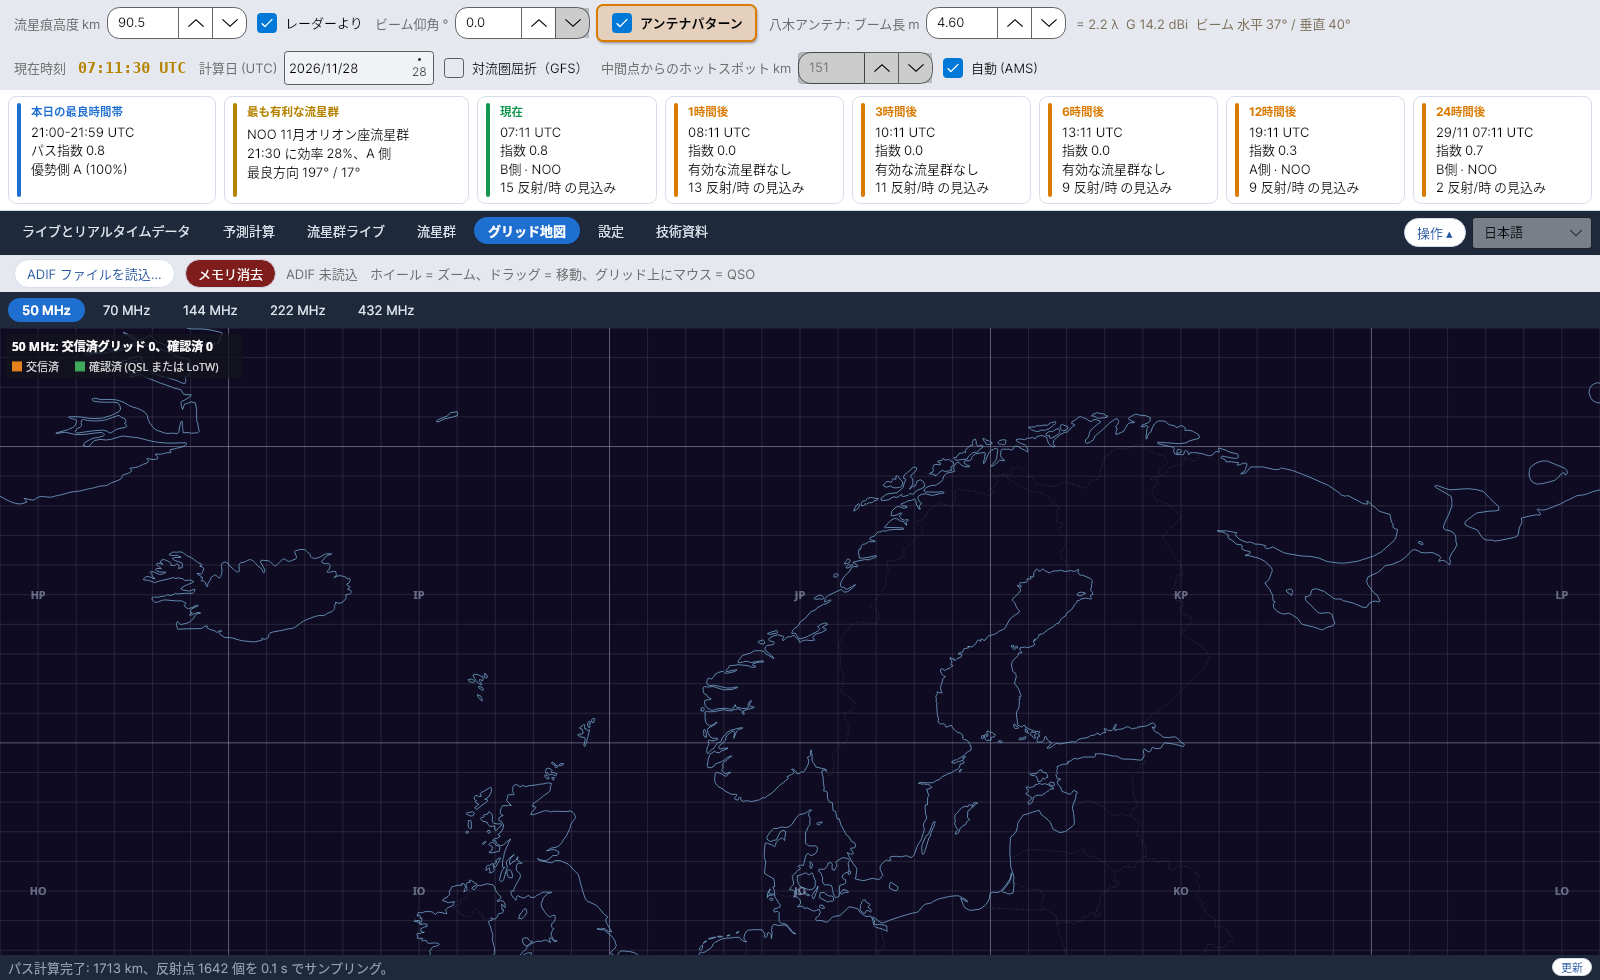 流星痕高度 km 90.5 レーダーより ビーム仰角 ° 0.0 アンテナパターン 八木アンテナ: ブーム長 m 4.60 = 2.2 λ G 14.2 dBi ビーム 水平 37° / 垂直 40°
現在時刻 07:11:30 UTC 計算日 (UTC) 2026/11/28 28 対流圏屈折（GFS） 中間点からのホットスポット km 151 自動 (AMS)
本日の最良時間帯
21:00-21:59 UTC
パス指数 0.8
優勢側 A (100%)
最も有利な流星群
NOO 11月オリオン座流星群
21:30 に効率 28%、A 側
最良方向 197° / 17°
現在
07:11 UTC
指数 0.8
B側 · NOO
15 反射/時 の見込み
1時間後
08:11 UTC
指数 0.0
有効な流星群なし
13 反射/時 の見込み
3時間後
10:11 UTC
指数 0.0
有効な流星群なし
11 反射/時 の見込み
6時間後
13:11 UTC
指数 0.0
有効な流星群なし
9 反射/時 の見込み
12時間後
19:11 UTC
指数 0.3
A側 · NOO
9 反射/時 の見込み
24時間後
29/11 07:11 UTC
指数 0.7
B側 · NOO
2 反射/時 の見込み
ライブとリアルタイムデータ 予測計算 流星群ライブ 流星群 グリッド地図 設定 技術資料 操作 ▴ 日本語
ADIF ファイルを読込... メモリ消去 ADIF 未読込 ホイール = ズーム、ドラッグ = 移動、グリッド上にマウス = QSO
50 MHz 70 MHz 144 MHz 222 MHz 432 MHz
50 MHz: 交信済グリッド 0、確認済 0
交信済 確認済 (QSL または LoTW)
HP IP JP KP LP
HO IO JO KO LO
パス計算完了: 1713 km、反射点 1642 個を 0.1 s でサンプリング。 更新